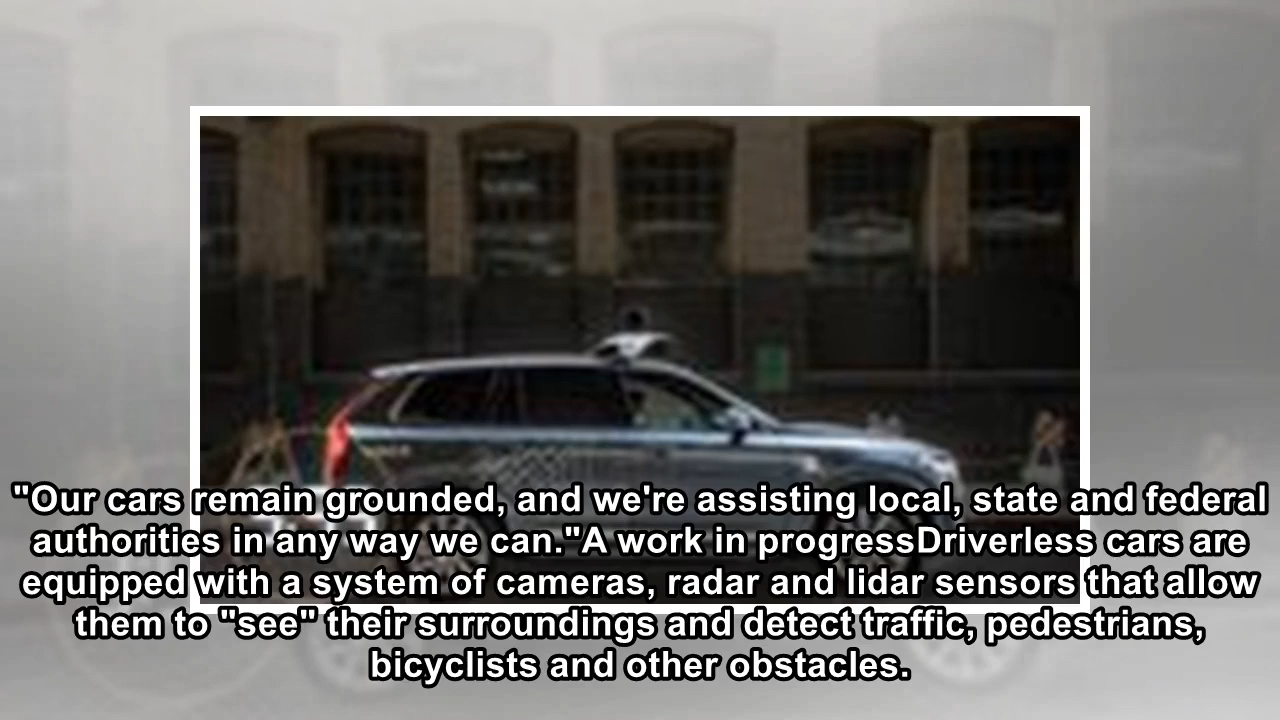 "Our cars remain grounded, and we're assisting local, state and federal
authorities in any way we can."A work in progressDriverless cars are
equipped with a system of cameras, radar and lidar sensors that allow
them to "see" their surroundings and detect traffic, pedestrians,
bicyclists and other obstacles.